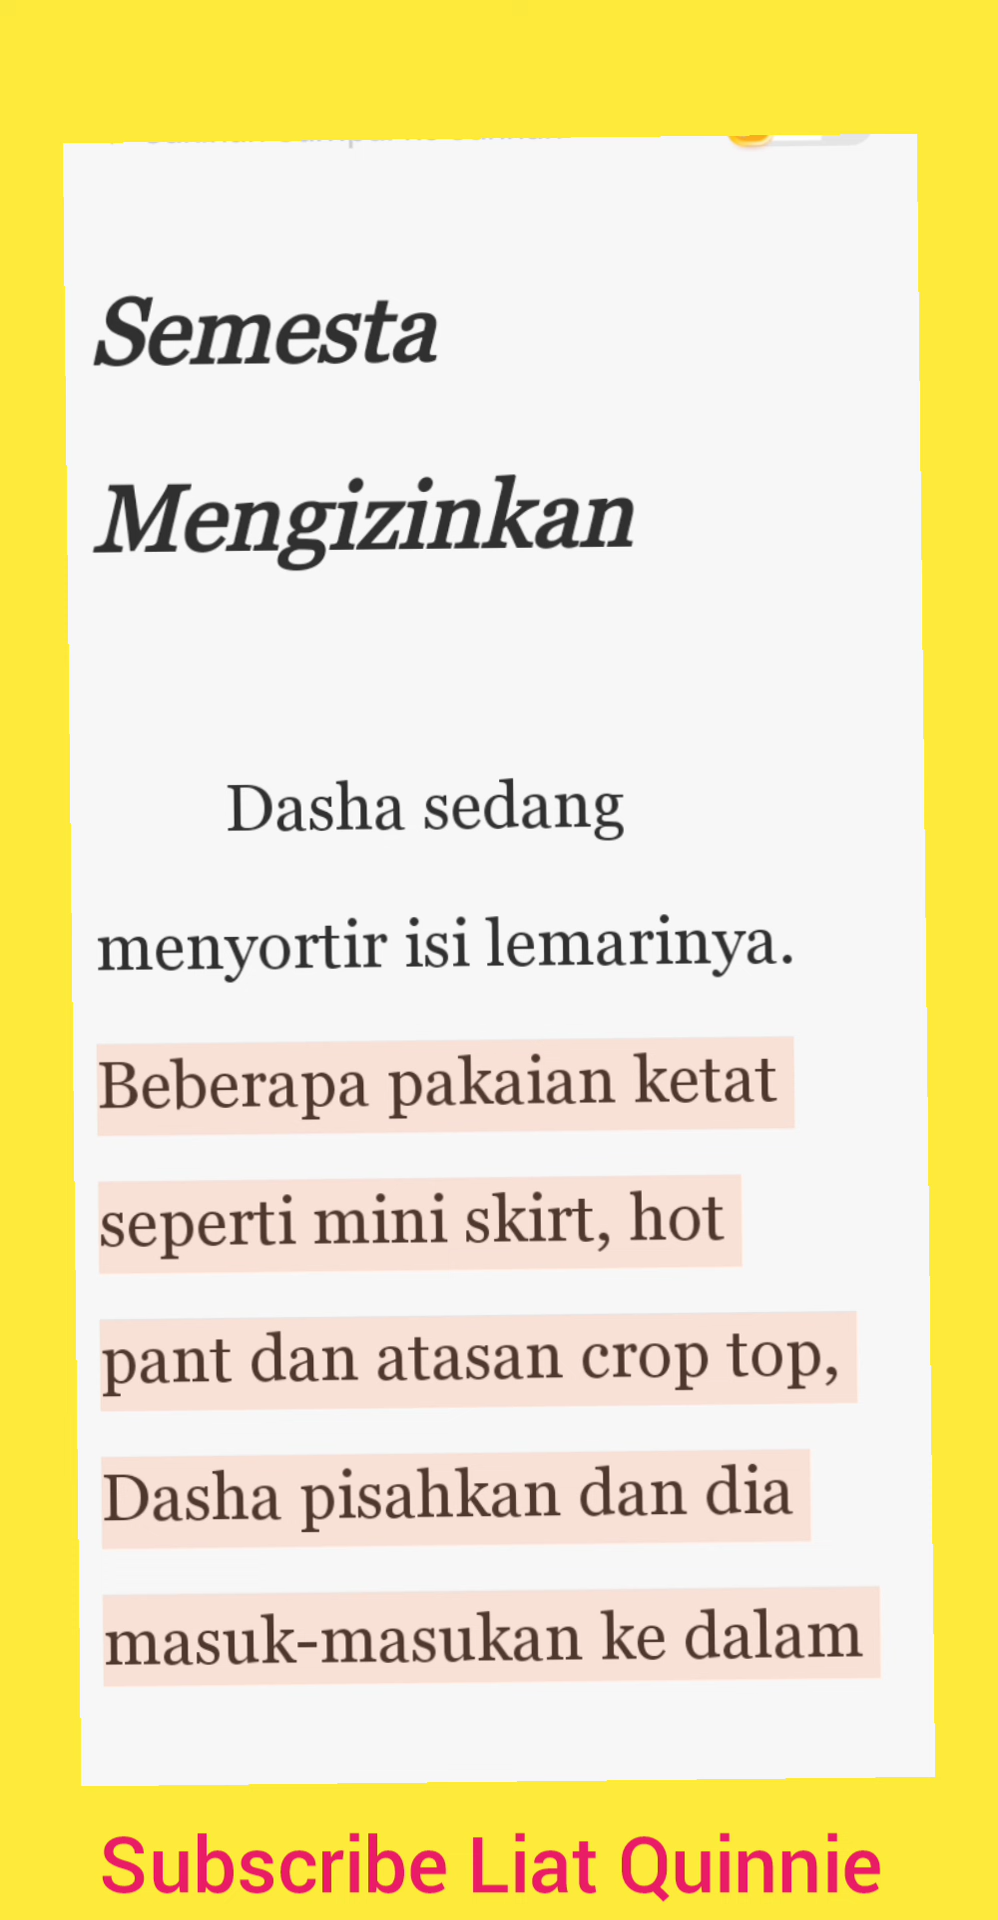 Semesta
Mengizinkan
Dasha sedang
menyortir isi lemarinya.
Beberapa pakaian ketat
seperti mini skirt, hot
pant dan atasan crop top,
Dasha pisahkan dan dia
masuk-masukan ke dalam
Subscribe Liat Quinnie